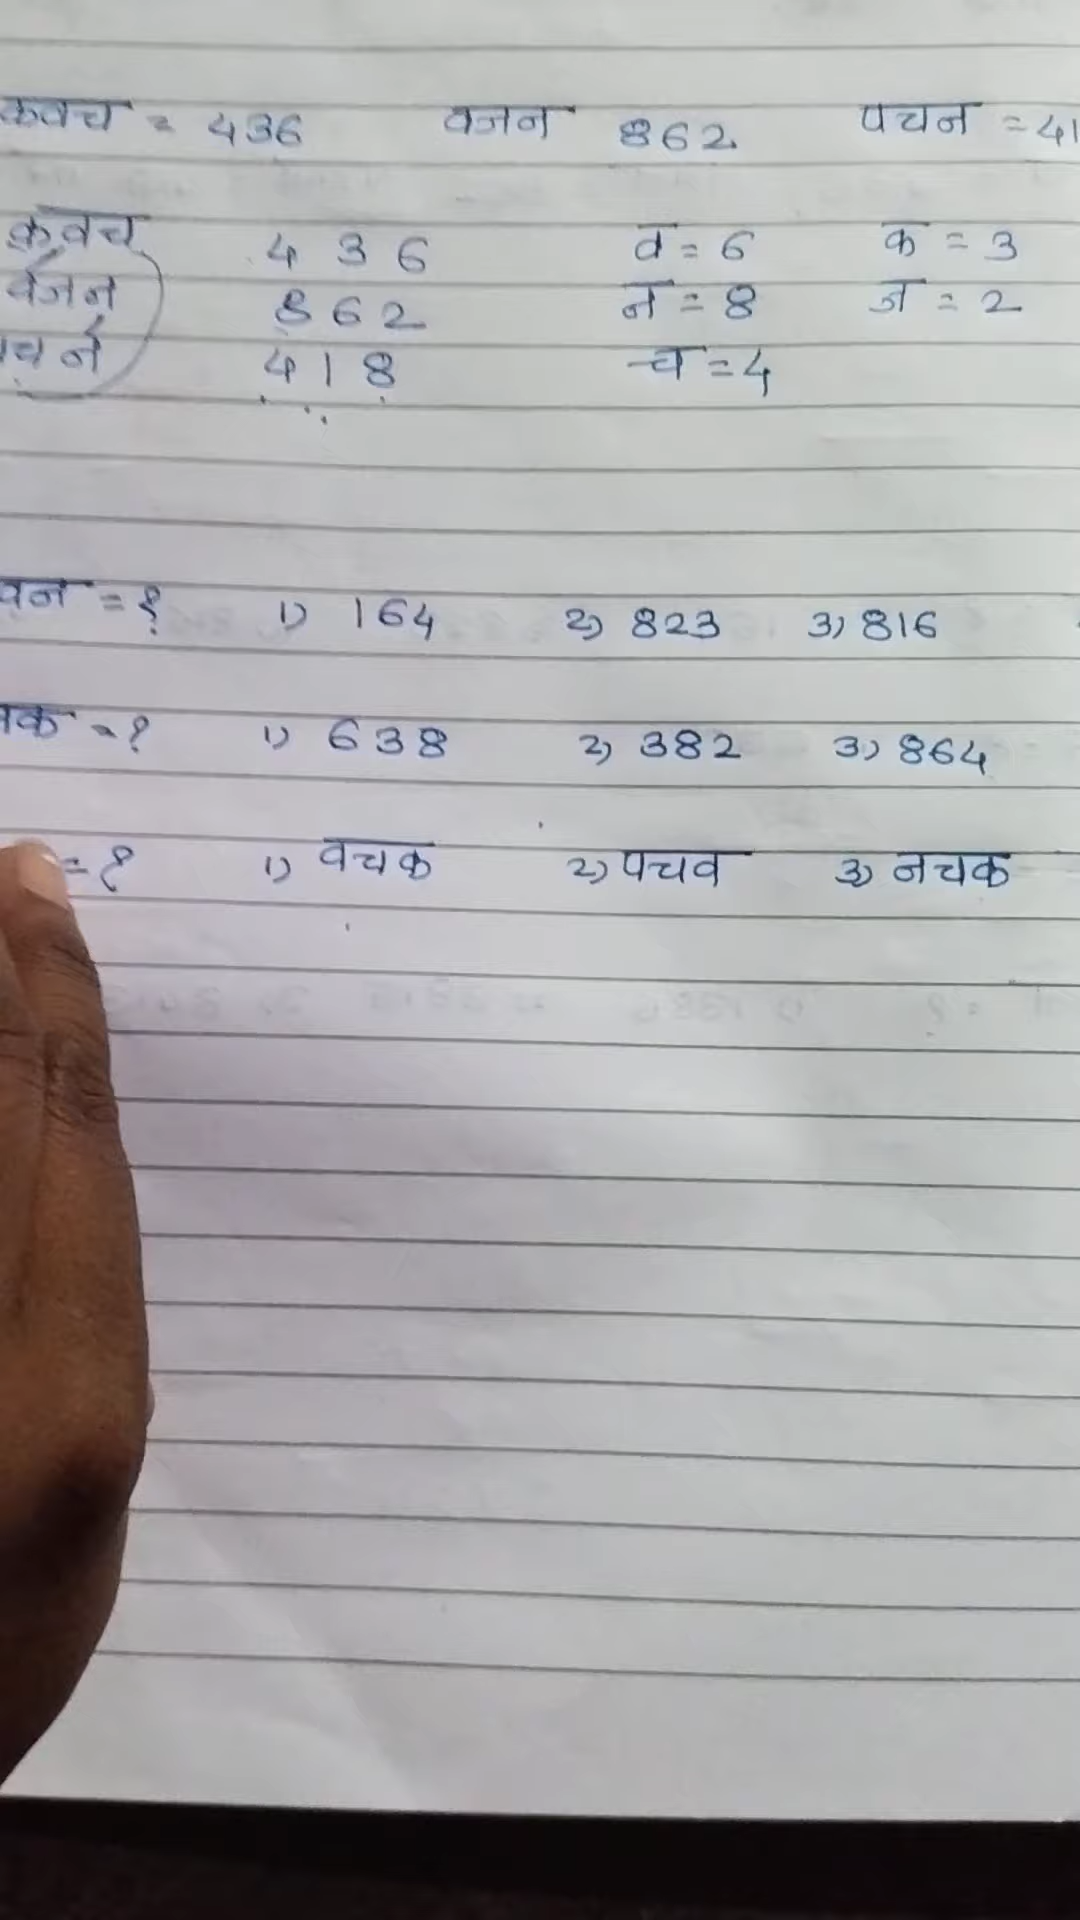 कवच = 436 वजन 862 पचन = 41
कवच 4 3 6 व = 6 क = 3
वजन 8 6 2 न = 8 ज = 2
पचन 4 1 8 च = 4
वन = ? 1) 164 2) 823 3) 816
नक = ? 1) 638 2) 382 3) 864
= ? 1) वचक 2) पचव 3) नचक